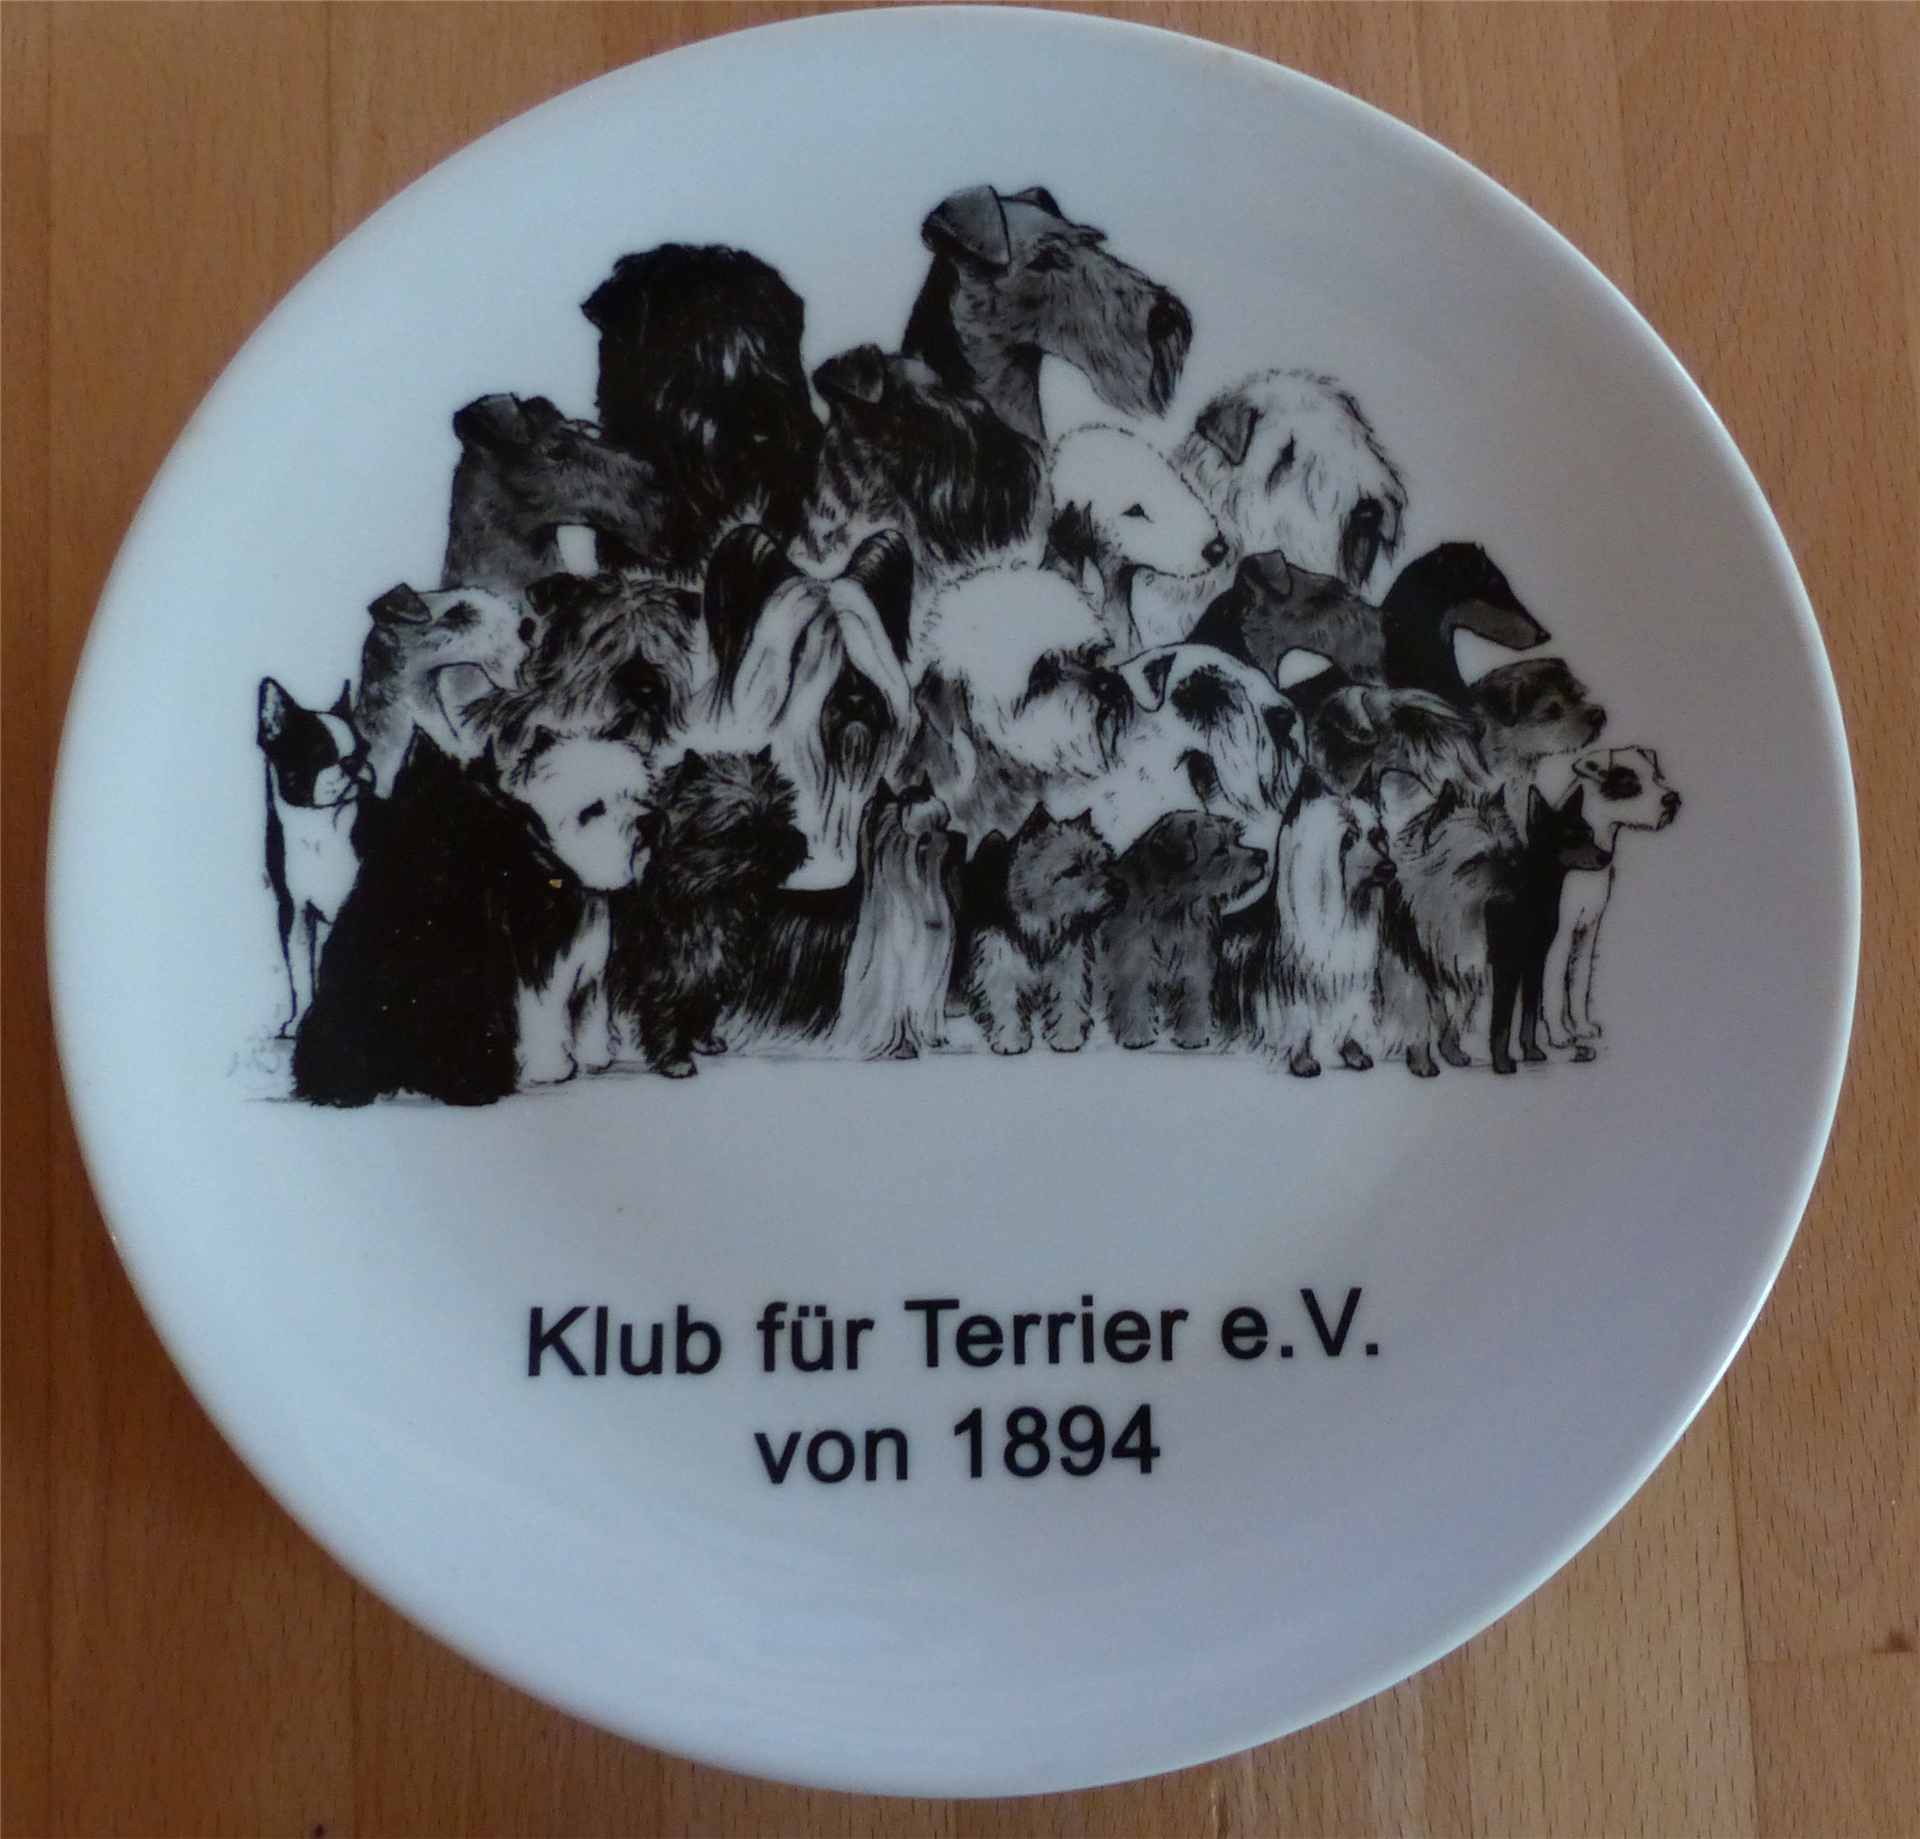 Klub für Terrier e.V.
von 1894